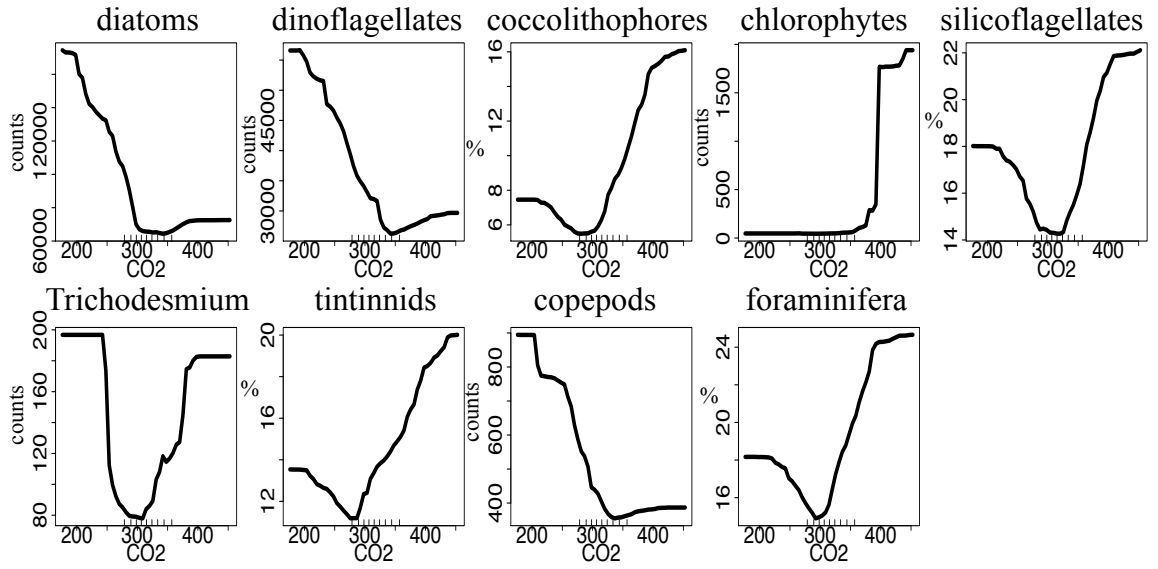 diatoms dinoflagellates coccolithophores chlorophytes silicoflagellates
counts 60000 120000 200 300 400 CO2
counts 300000 45000 200 300 400 CO2
% 6 8 12 16 200 300 400 CO2
counts 0 500 1500 200 300 400 CO2
% 14 16 18 20 22 200 300 400 CO2
Trichodesmium tintinnids copepods foraminifera
counts 80 120 160 200 200 300 400 CO2
% 12 16 20 200 300 400 CO2
counts 400 600 800 200 300 400 CO2
% 16 20 24 200 300 400 CO2